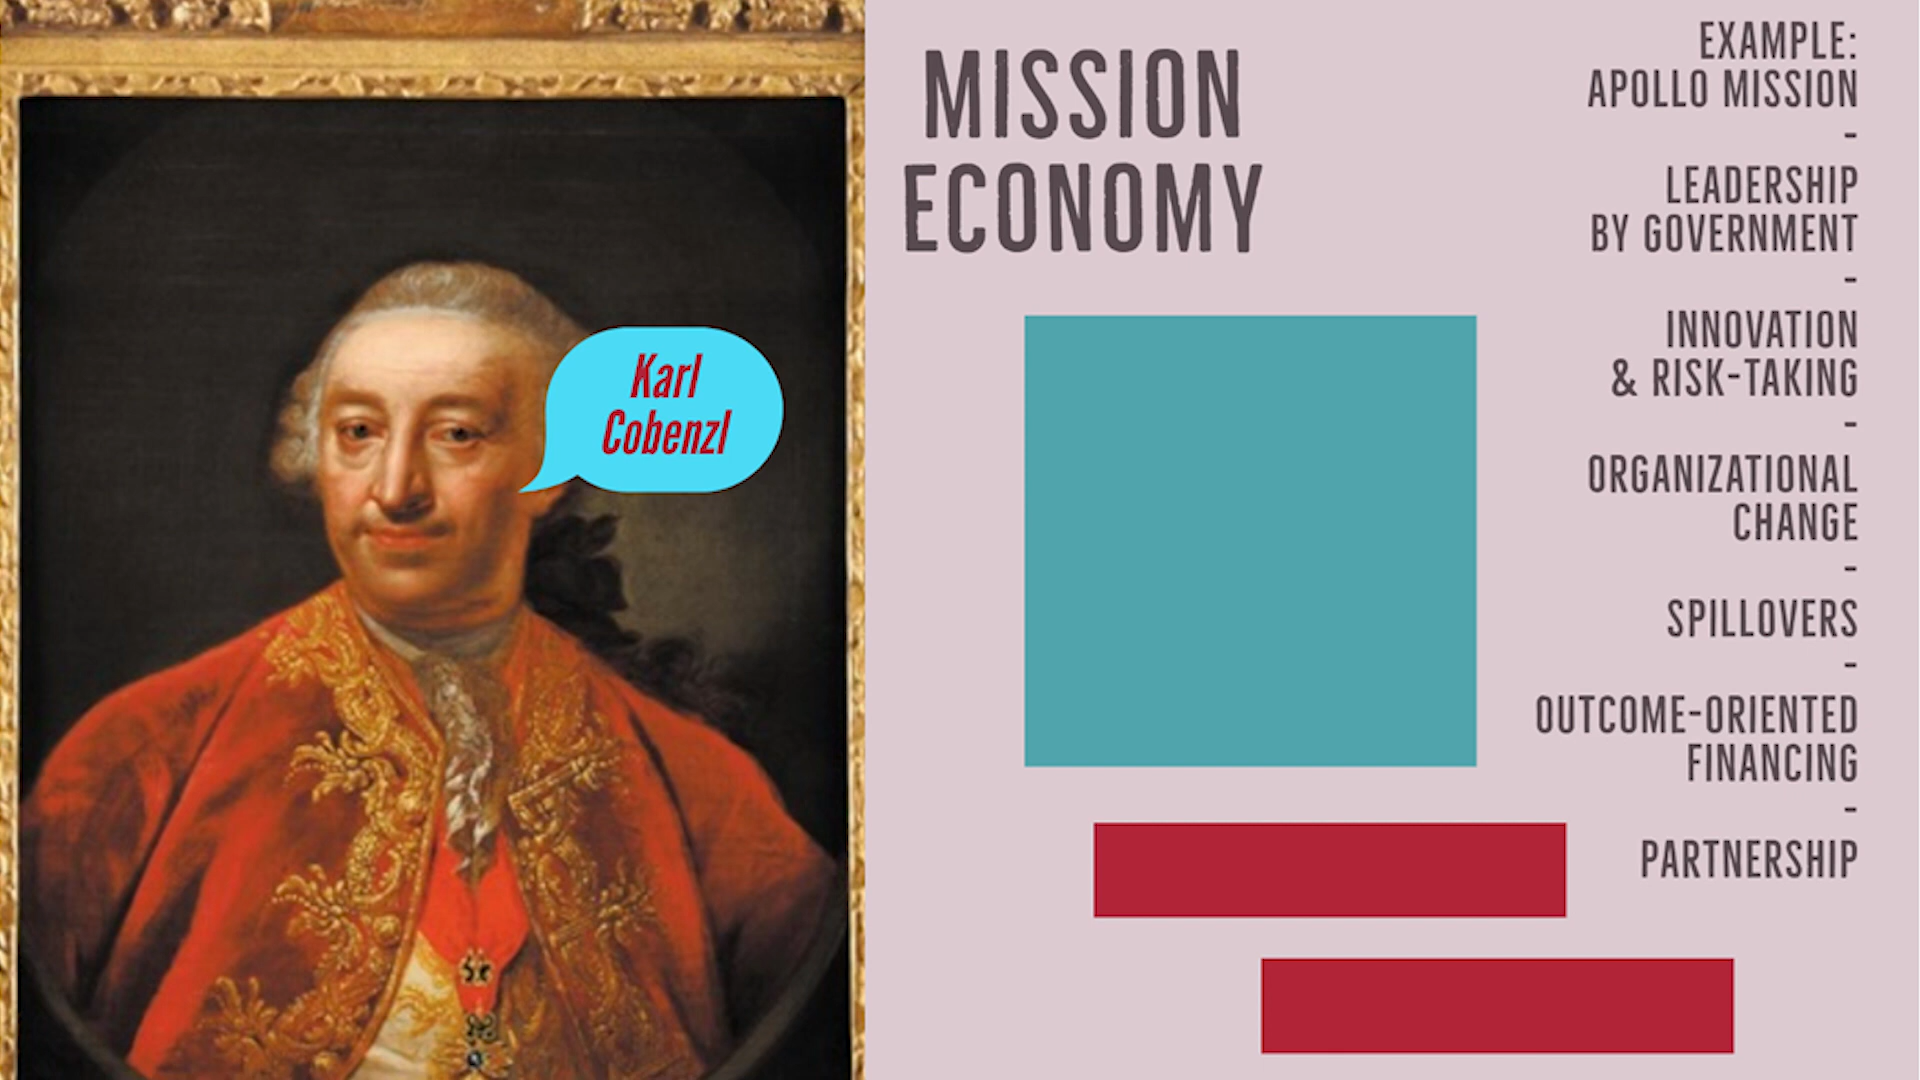 Karl
Cobenzl
MISSION
ECONOMY
EXAMPLE:
APOLLO MISSION
-
LEADERSHIP
BY GOVERNMENT
-
INNOVATION
& RISK-TAKING
-
ORGANIZATIONAL
CHANGE
-
SPILLOVERS
-
OUTCOME-ORIENTED
FINANCING
-
PARTNERSHIP